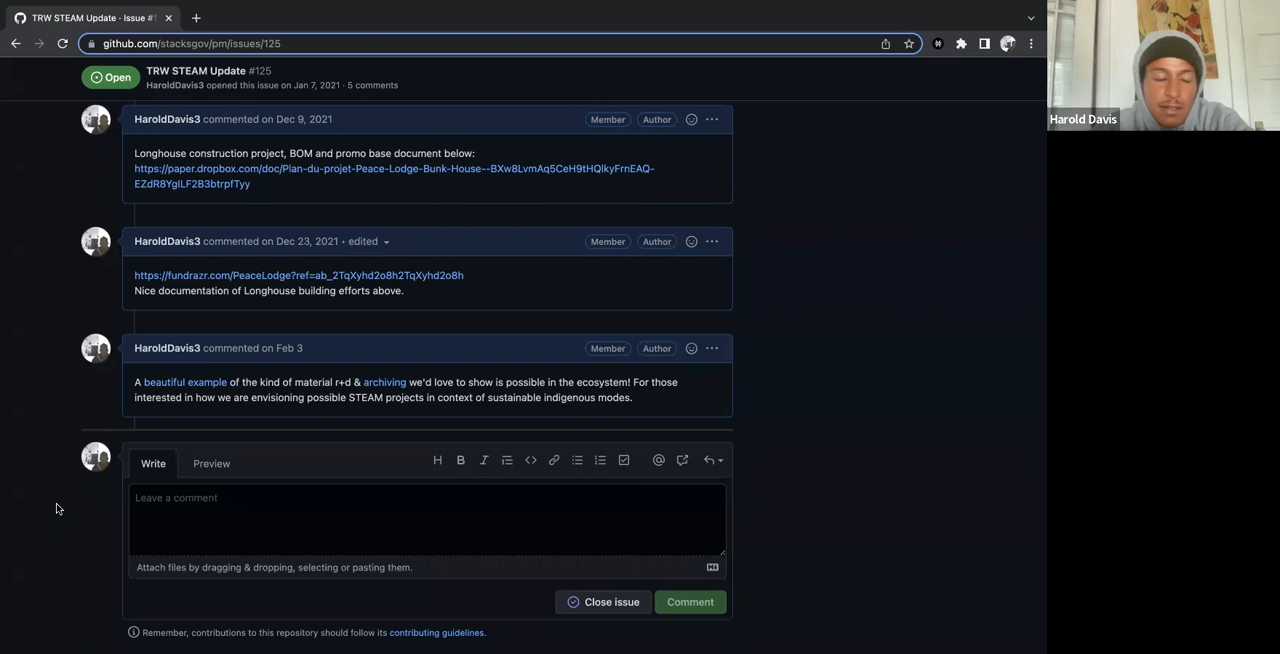 TRW STEAM Update · Issue #1
github.com/stacksgov/pm/issues/125
Open
TRW STEAM Update #125
HaroldDavis3 opened this issue on Jan 7, 2021 · 5 comments
HaroldDavis3 commented on Dec 9, 2021
Member
Author
Longhouse construction project, BOM and promo base document below:
https://paper.dropbox.com/doc/Plan-du-projet-Peace-Lodge-Bunk-House--BXw8LvmAq5CeH9tHQlkyFrnEAQ-
EZdR8YglLF2B3btrpfTyy
HaroldDavis3 commented on Dec 23, 2021 • edited
Member
Author
https://fundrazr.com/PeaceLodge?ref=ab_2TqXyhd2o8h2TqXyhd2o8h
Nice documentation of Longhouse building efforts above.
HaroldDavis3 commented on Feb 3
Member
Author
A beautiful example of the kind of material r+d & archiving we'd love to show is possible in the ecosystem! For those
interested in how we are envisioning possible STEAM projects in context of sustainable indigenous modes.
Write
Preview
Leave a comment
Attach files by dragging & dropping, selecting or pasting them.
Close issue
Comment
Remember, contributions to this repository should follow its contributing guidelines.
Harold Davis